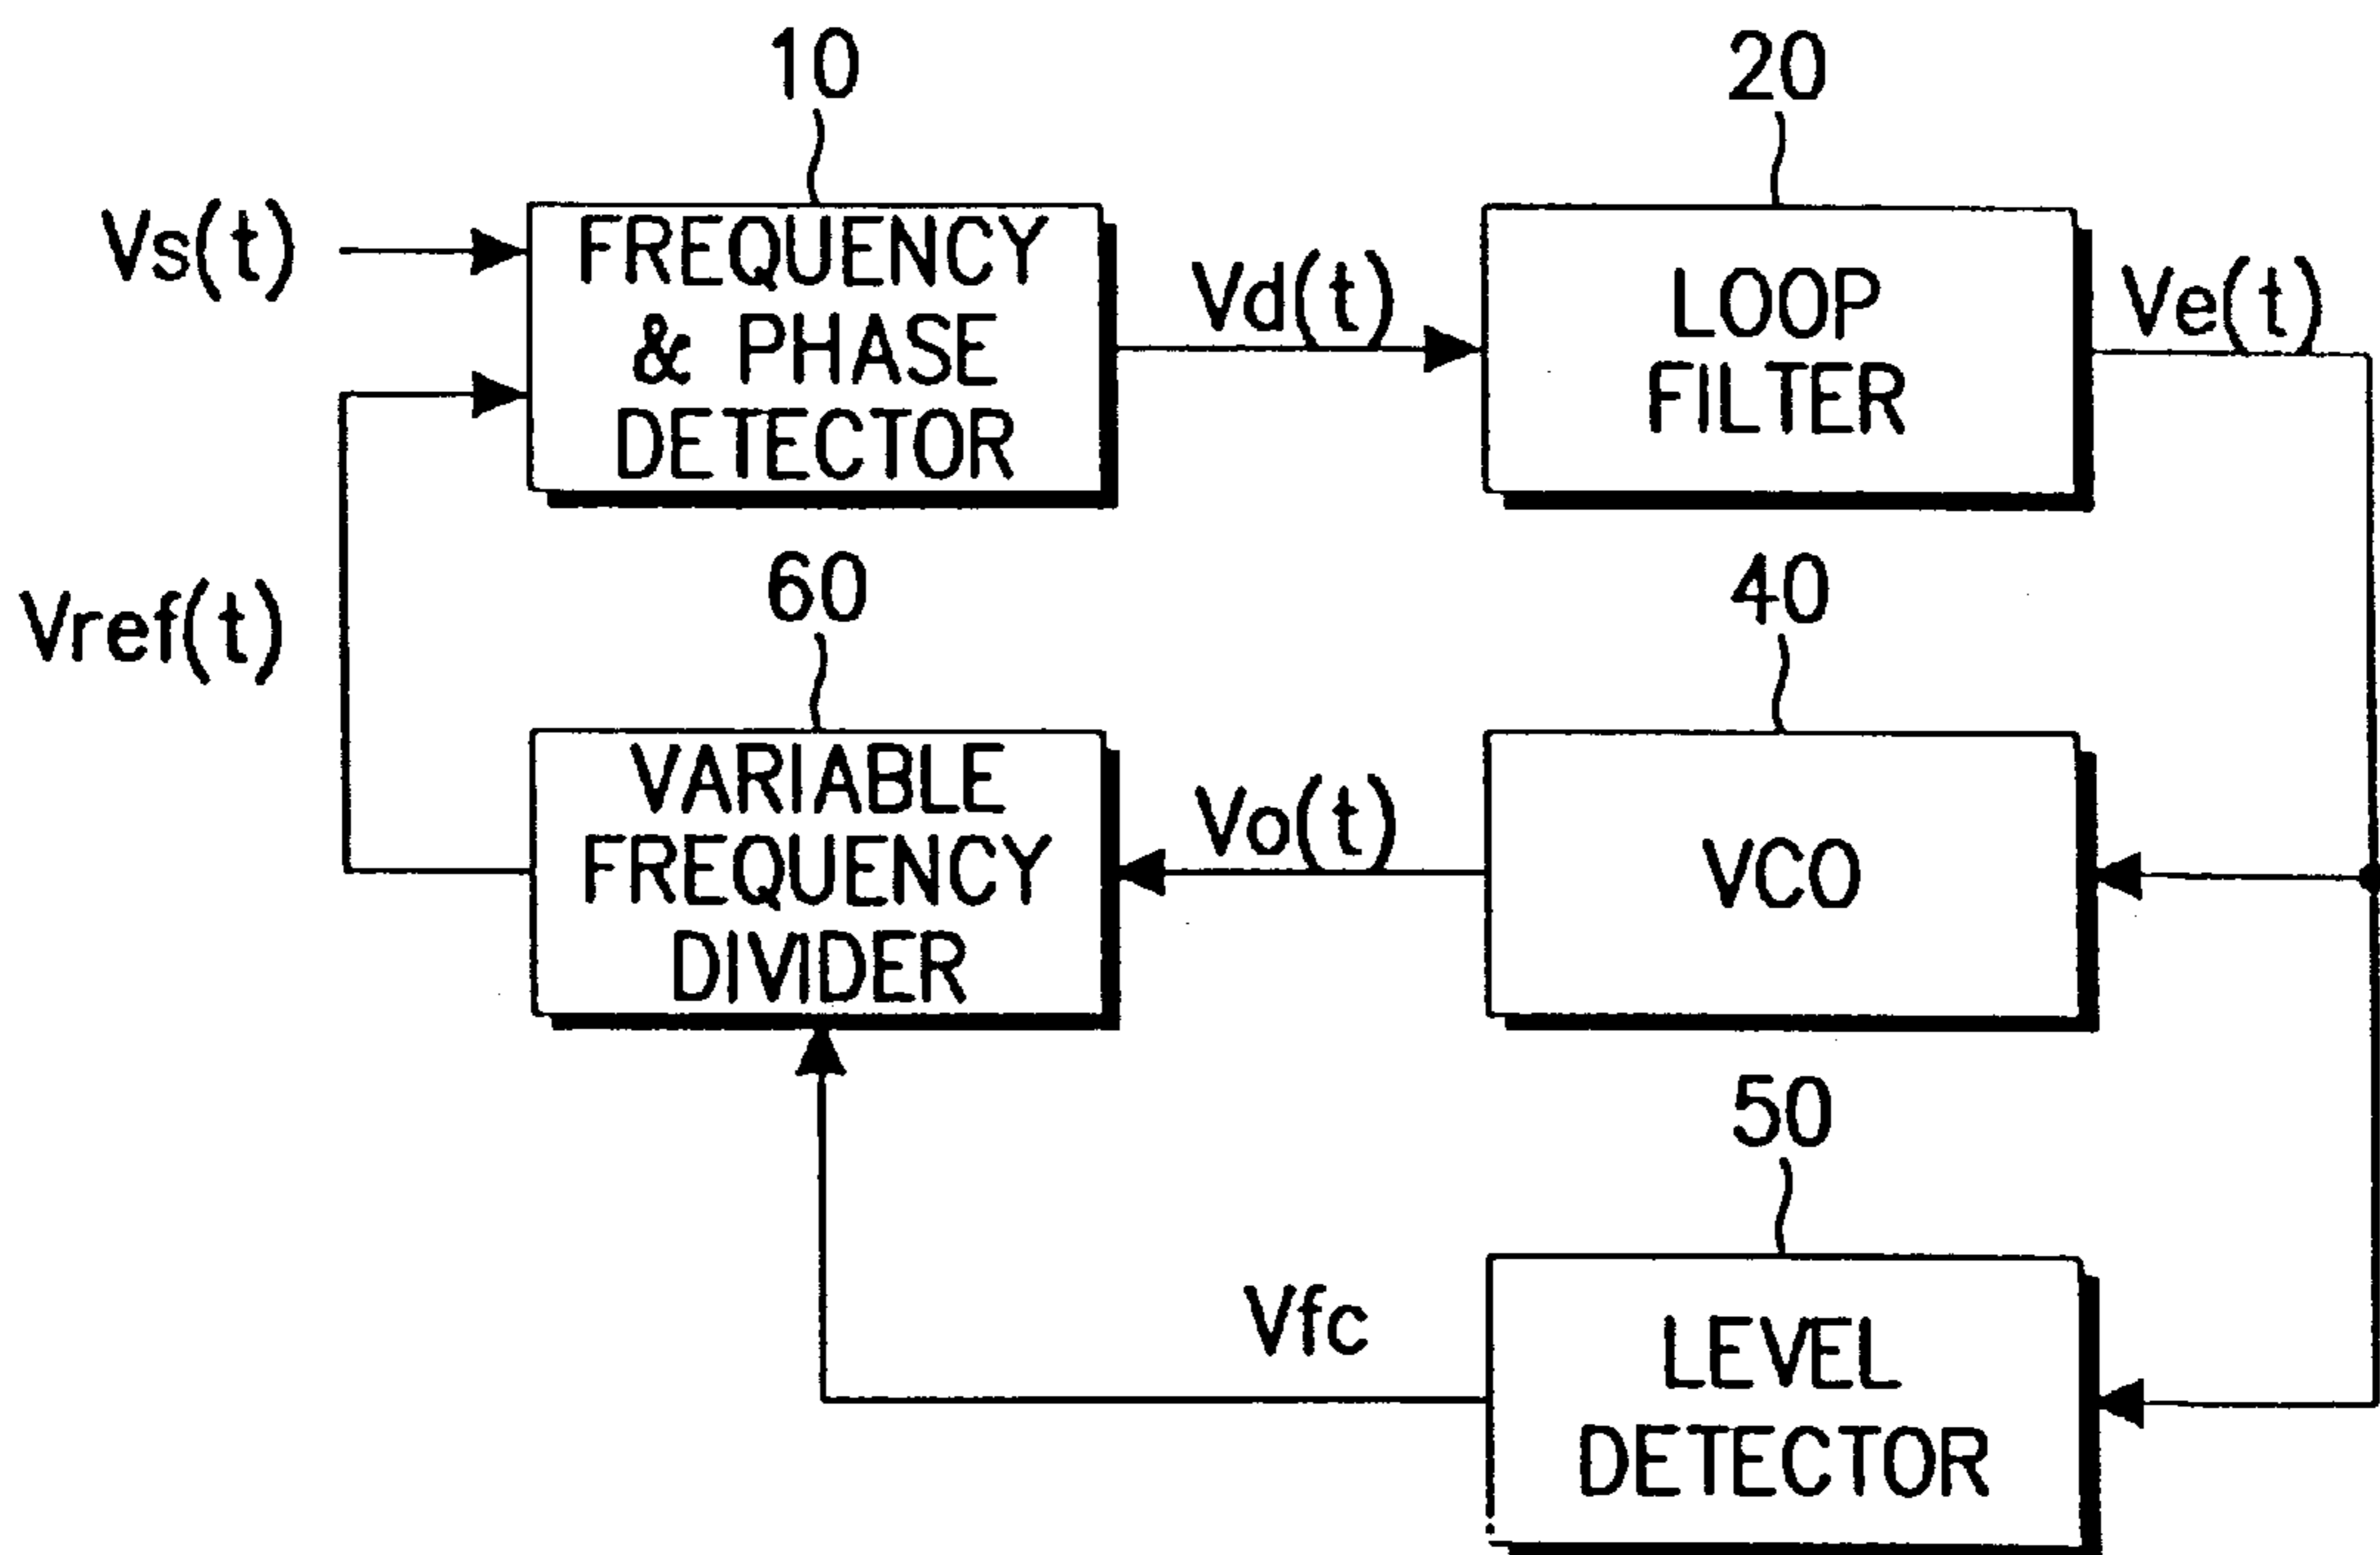 10
20
Vs(t)
FREQUENCY
& PHASE
DETECTOR
Vd(t)
LOOP
FILTER
Ve(t)
Vref(t)
60
40
VARIABLE
FREQUENCY
DIVIDER
Vo(t)
VCO
50
Vfc
LEVEL
DETECTOR